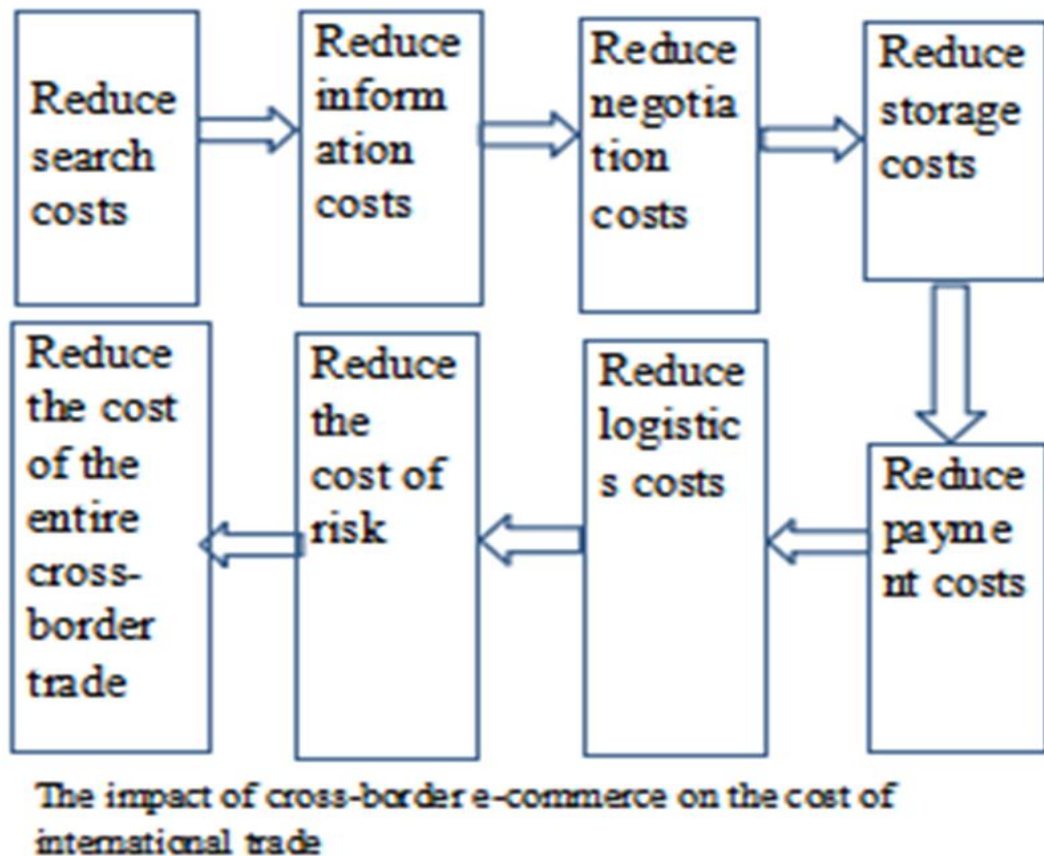 Reduce
search
costs
Reduce
inform
ation
costs
Reduce
negotia
tion
costs
Reduce
storage
costs
Reduce
payme
nt costs
Reduce
logistic
s costs
Reduce
the
cost of
risk
Reduce
the cost
of the
entire
cross-
border
trade
The impact of cross-border e-commerce on the cost of
international trade